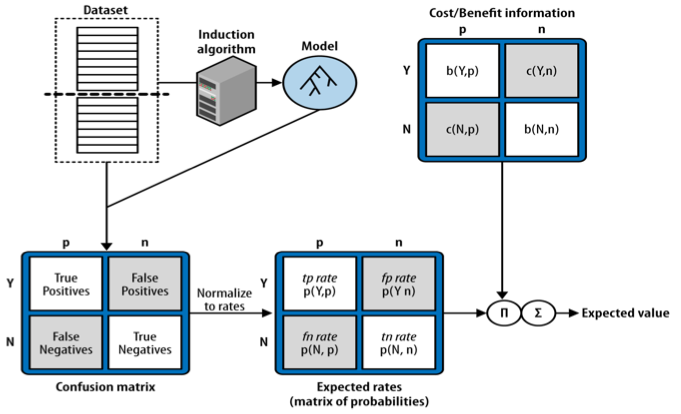 Dataset
Induction
algorithm
Model
Cost/Benefit information
p n
Y b(Y,p) c(Y,n)
N c(N,p) b(N,n)
p n
Y True
Positives
False
Positives
N False
Negatives
True
Negatives
Confusion matrix
Normalize
to rates
p n
Y tp rate
p(Y,p)
fp rate
p(Y n)
N fn rate
p(N, p)
tn rate
p(N, n)
Expected rates
(matrix of probabilities)
Π Σ
Expected value